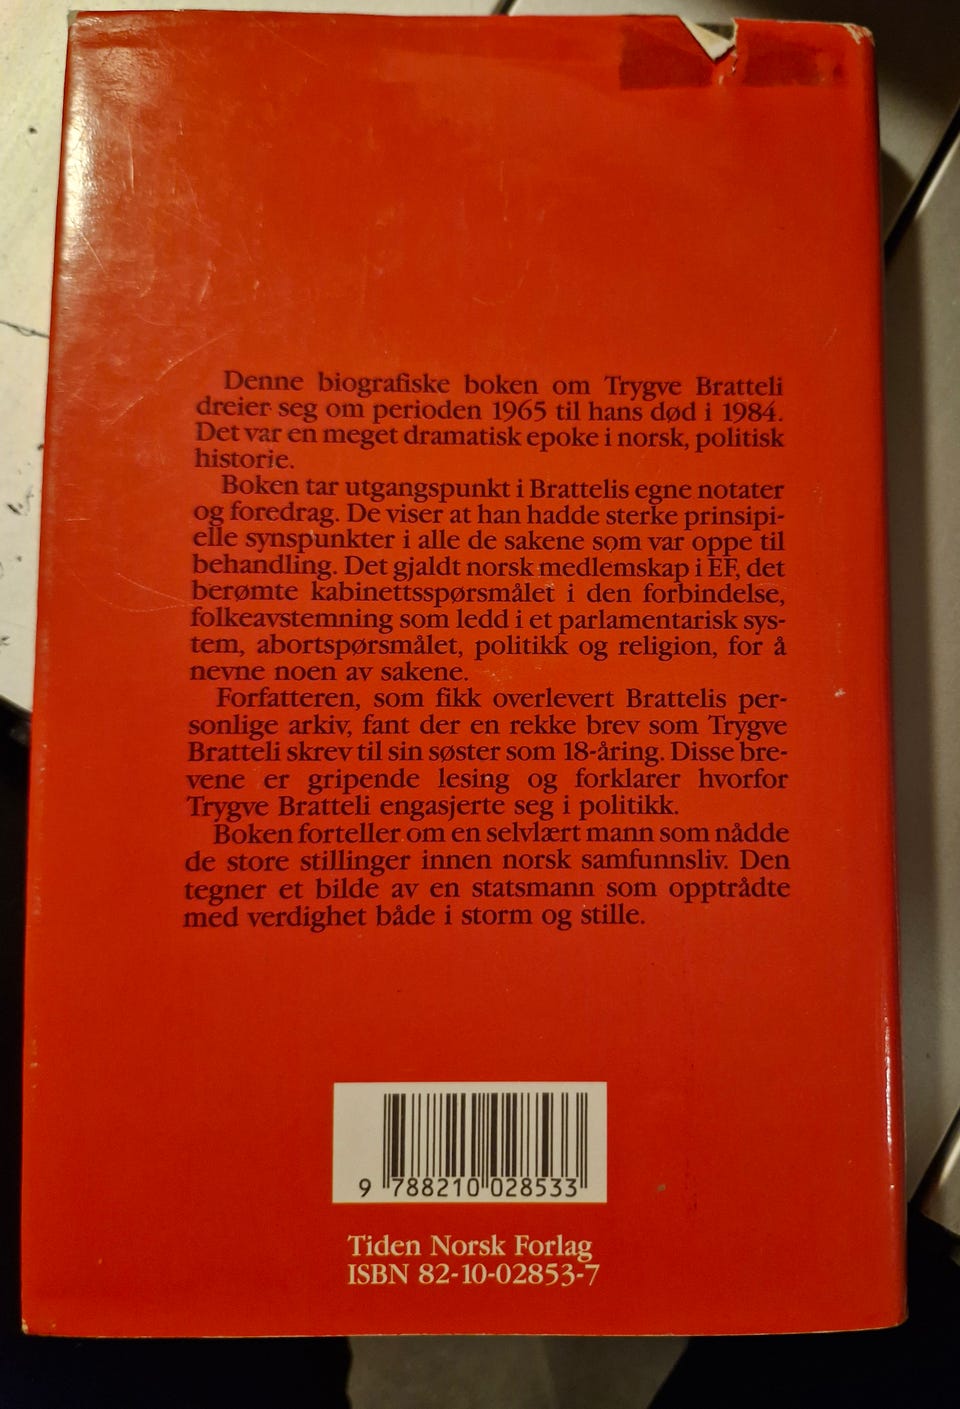 Denne biografiske boken om Trygve Bratteli
dreier seg om perioden 1965 til hans død i 1984.
Det var en meget dramatisk epoke i norsk, politisk
historie.
Boken tar utgangspunkt i Brattelis egne notater
og foredrag. De viser at han hadde sterke prinsipi-
elle synspunkter i alle de sakene som var oppe til
behandling. Det gjaldt norsk medlemskap i EF, det
berømte kabinettsspørsmålet i den forbindelse,
folkeavstemning som ledd i et parlamentarisk sys-
tem, abortspørsmålet, politikk og religion, for å
nevne noen av sakene.
Forfatteren, som fikk overlevert Brattelis per-
sonlige arkiv, fant der en rekke brev som Trygve
Bratteli skrev til sin søster som 18-åring. Disse bre-
vene er gripende lesing og forklarer hvorfor
Trygve Bratteli engasjerte seg i politikk.
Boken forteller om en selvlært mann som nådde
de store stillinger innen norsk samfunnsliv. Den
tegner et bilde av en statsmann som opptrådte
med verdighet både i storm og stille.
9 788210 028533
Tiden Norsk Forlag
ISBN 82-10-02853-7